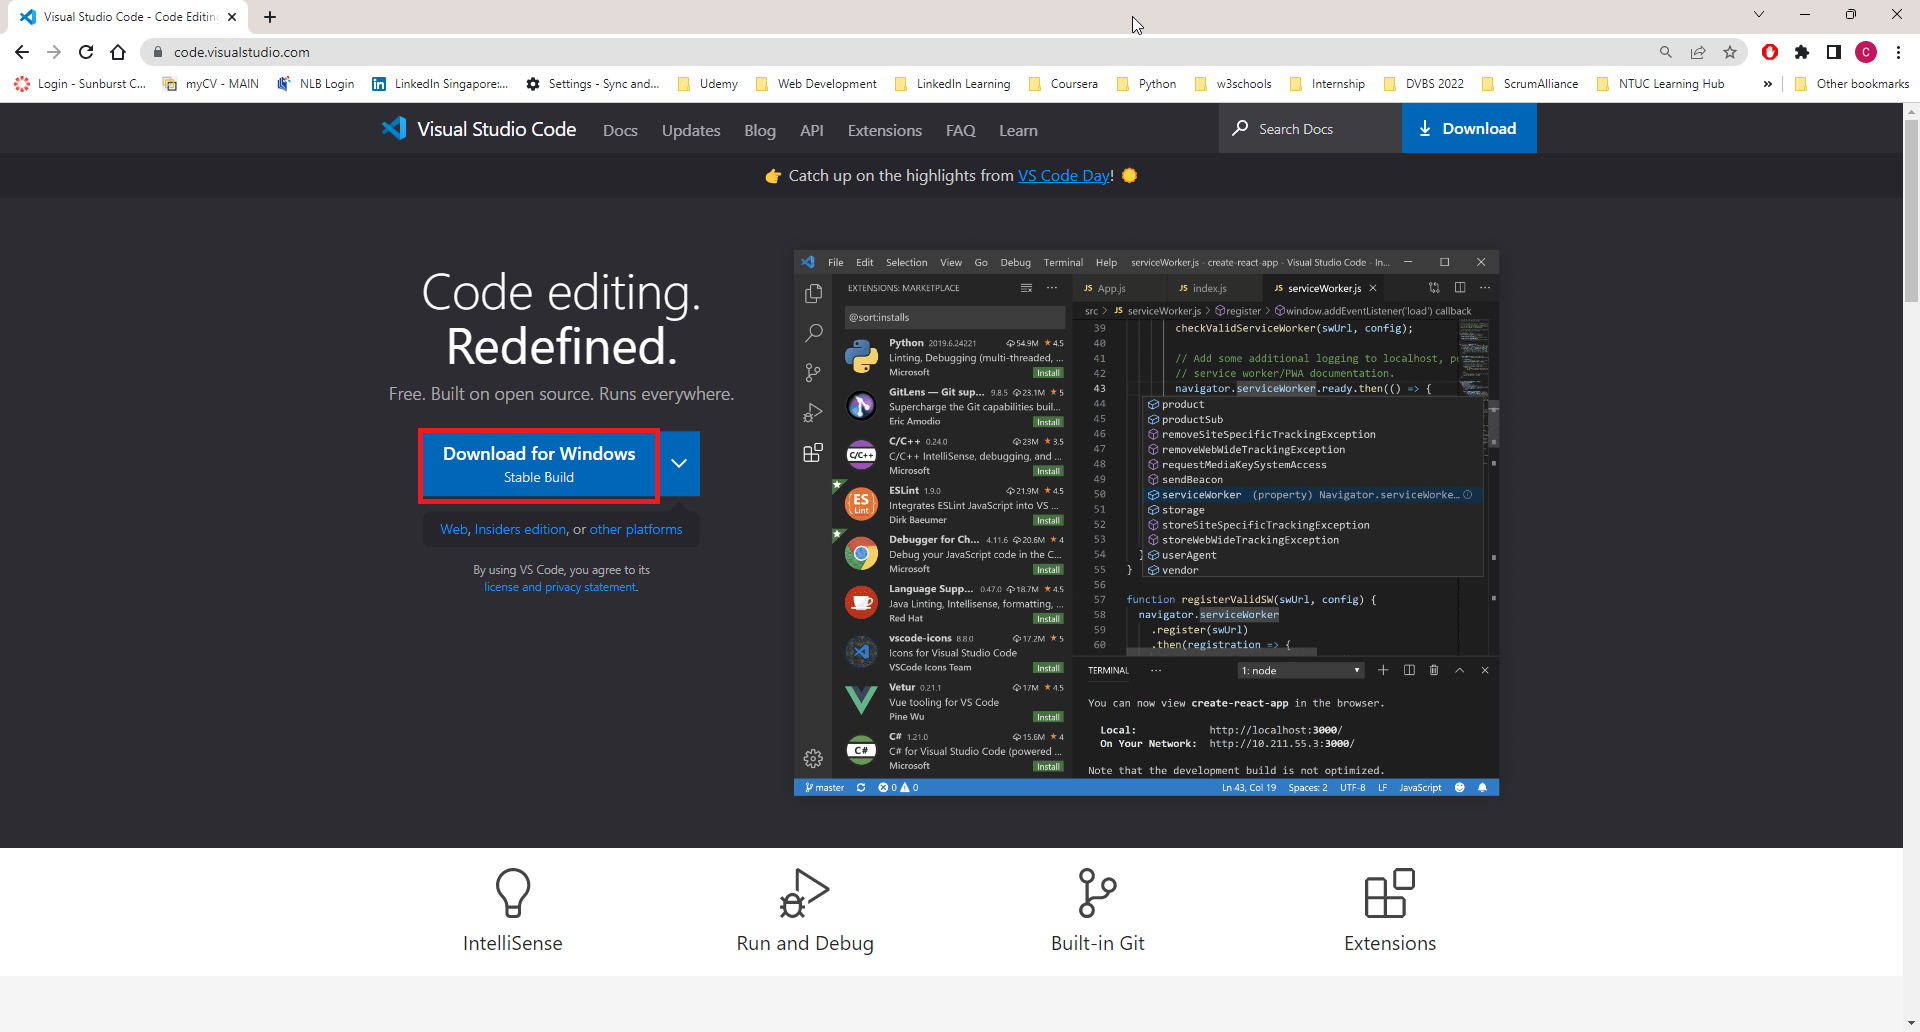 Visual Studio Code - Code Editing
code.visualstudio.com
C
Login - Sunburst C...
myCV - MAIN
NLB Login
LinkedIn Singapore:...
Settings - Sync and...
Udemy
Web Development
LinkedIn Learning
Coursera
Python
w3schools
Internship
DVBS 2022
ScrumAlliance
NTUC Learning Hub
»
Other bookmarks
Visual Studio Code
Docs
Updates
Blog
API
Extensions
FAQ
Learn
Search Docs
Download
👉 Catch up on the highlights from VS Code Day!
Code editing.
Redefined.
Free. Built on open source. Runs everywhere.
Download for Windows
Stable Build
Web, Insiders edition, or other platforms
By using VS Code, you agree to its
license and privacy statement.
File Edit Selection View Go Debug Terminal Help serviceWorker.js - create-react-app - Visual Studio Code - In...
EXTENSIONS: MARKETPLACE
@sort:installs
Python 2019.6.24221 54.9M ★ 4.5
Linting, Debugging (multi-threaded, ...
Microsoft Install
GitLens — Git sup... 9.8.5 23.1M ★ 5
Supercharge the Git capabilities buil...
Eric Amodio Install
C/C++ 0.24.0 23M ★ 3.5
C/C++ IntelliSense, debugging, and ...
Microsoft Install
C/C++
ESLint 1.9.0 21.9M ★ 4.5
Integrates ESLint JavaScript into VS ...
Dirk Baeumer Install
ES
Lint
Debugger for Ch... 4.11.6 20.6M ★ 4
Debug your JavaScript code in the C...
Microsoft Install
Language Supp... 0.47.0 18.7M ★ 4.5
Java Linting, Intellisense, formatting, ...
Red Hat Install
vscode-icons 8.8.0 17.2M ★ 5
Icons for Visual Studio Code
VSCode Icons Team Install
Vetur 0.21.1 17M ★ 4.5
Vue tooling for VS Code
Pine Wu Install
C# 1.21.0 15.6M ★ 4
C# for Visual Studio Code (powered ...
Microsoft Install
C#
JS App.js JS index.js JS serviceWorker.js
src > JS serviceWorker.js > register > window.addEventListener('load') callback
39 checkValidServiceWorker(swUrl, config);
40
41 // Add some additional logging to localhost, p
42 // service worker/PWA documentation.
43 navigator.serviceWorker.ready.then(() => {
44 product
45 productSub
46 removeSiteSpecificTrackingException
47 removeWebWideTrackingException
48 requestMediaKeySystemAccess
49 sendBeacon
50 serviceWorker (property) Navigator.serviceWorke...
51 storage
52 storeSiteSpecificTrackingException
53 storeWebWideTrackingException
54 } userAgent
55 } vendor
56
57 function registerValidSW(swUrl, config) {
58 navigator.serviceWorker
59 .register(swUrl)
60 .then(registration => {
TERMINAL ... 1: node
You can now view create-react-app in the browser.
Local: http://localhost:3000/
On Your Network: http://10.211.55.3:3000/
Note that the development build is not optimized.
master 0 0 Ln 43, Col 19 Spaces: 2 UTF-8 LF JavaScript
IntelliSense
Run and Debug
Built-in Git
Extensions